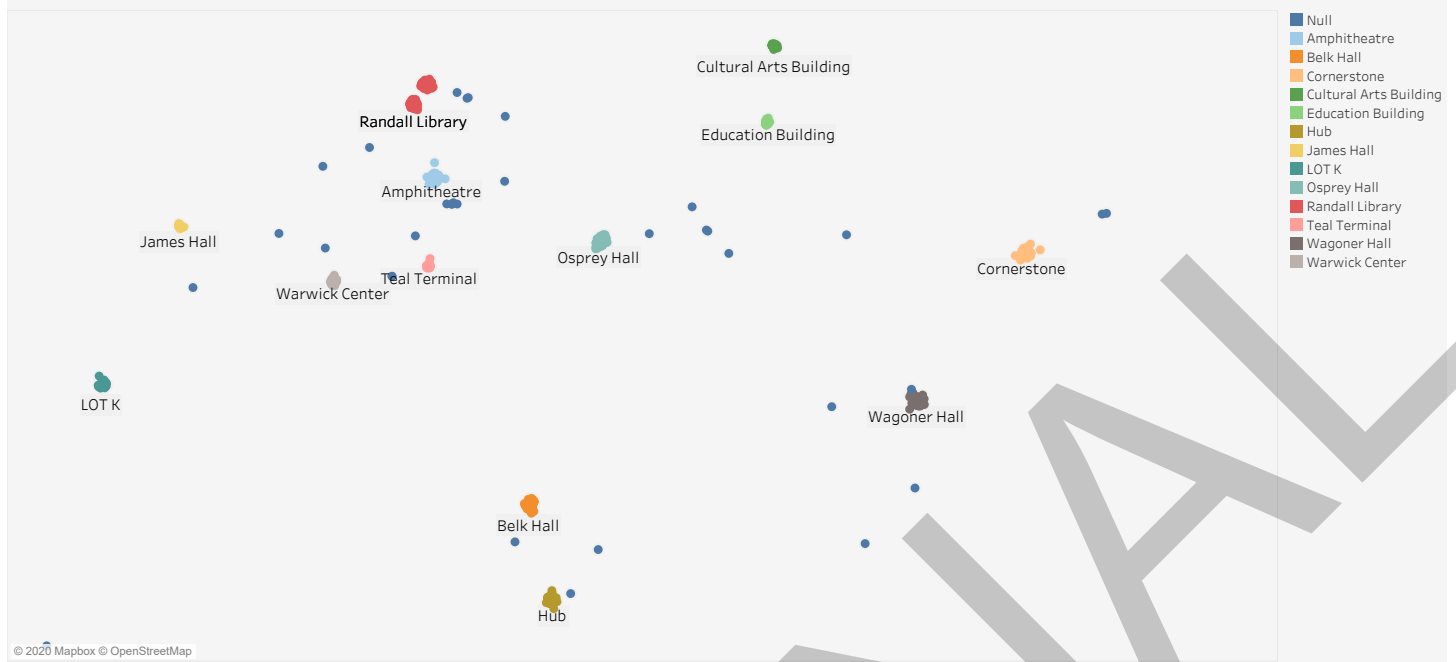 Cultural Arts Building
Randall Library
Education Building
Amphitheatre
James Hall
Osprey Hall
Cornerstone
Teal Terminal
Warwick Center
LOT K
Wagoner Hall
Belk Hall
Hub
© 2020 Mapbox © OpenStreetMap
Null
Amphitheatre
Belk Hall
Cornerstone
Cultural Arts Building
Education Building
Hub
James Hall
LOT K
Osprey Hall
Randall Library
Teal Terminal
Wagoner Hall
Warwick Center